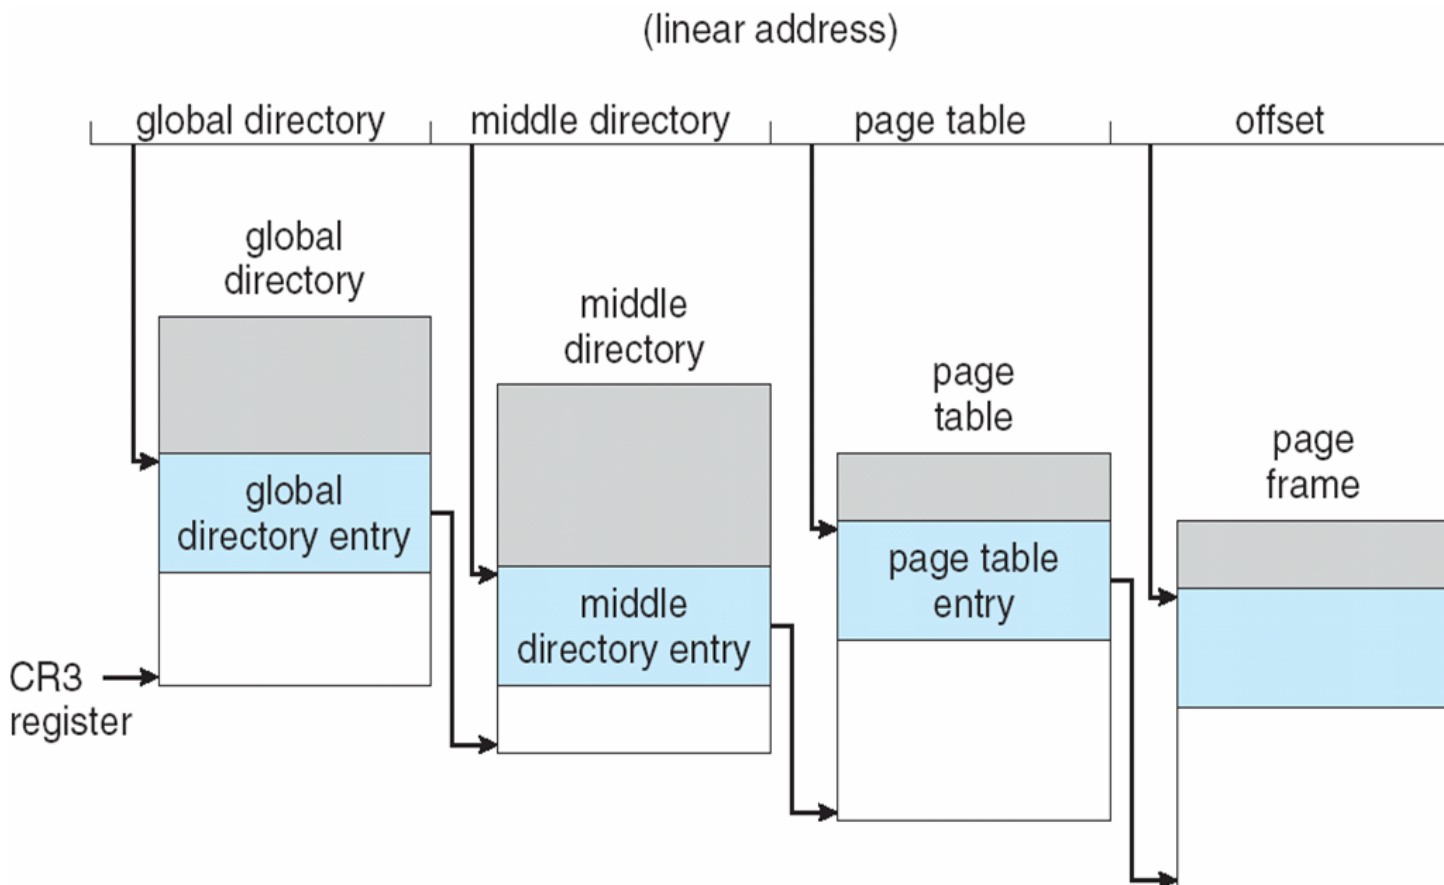 (linear address)
global directory
middle directory
page table
offset
global
directory
middle
directory
page
table
page
frame
global
directory entry
page table
entry
middle
directory entry
CR3
register